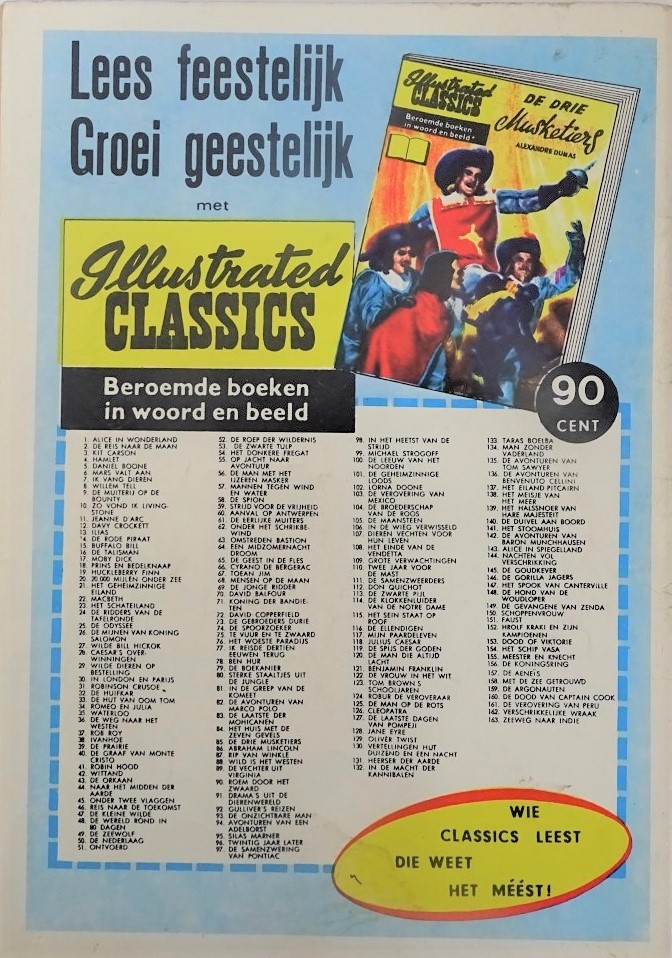 Lees feestelijk
Groei geestelijk
met
Illustrated
CLASSICS
Beroemde boeken
in woord en beeld
Illustrated
CLASSICS
Beroemde boeken
in woord en beeld
DE DRIE
Musketiers
ALEXANDRE DUMAS
90
CENT
1. ALICE IN WONDERLAND
2. DE REIS NAAR DE MAAN
3. KIT CARSON
4. HAMLET
5. DANIEL BOONE
6. MARS VALT AAN
7. IK VANG DIEREN
8. WILLEM TELL
9. DE MUITERIJ OP DE
BOUNTY
10. ZO VOND IK LIVING-
STONE
11. JEANNE D'ARC
12. DAVY CROCKETT
13. ILIAS
14. DE RODE PIRAAT
15. BUFFALO BILL
16. DE TALISMAN
17. MOBY DICK
18. PRINS EN BEDELKNAAP
19. HUCKLEBERRY FINN
20. 20.000 MIJLEN ONDER ZEE
21. HET GEHEIMZINNIGE
EILAND
22. MACBETH
23. HET SCHATEILAND
24. DE RIDDERS VAN DE
TAFELRONDE
25. DE ODYSSEE
26. DE MIJNEN VAN KONING
SALOMON
27. WILDE BILL HICKOK
28. CAESAR'S OVER-
WINNINGEN
29. WILDE DIEREN OP
BESTELLING
30. IN LONDEN EN PARIJS
31. ROBINSON CRUSOE
32. DE HUIFKAR
33. DE HUT VAN OOM TOM
34. ROMEO EN JULIA
35. WATERLOO
36. DE WEG NAAR HET
WESTEN
37. ROB ROY
38. IVANHOE
39. DE PRAIRIE
40. DE GRAAF VAN MONTE
CRISTO
41. ROBIN HOOD
42. WITTAND
43. DE ORKAAN
44. NAAR HET MIDDEN DER
AARDE
45. ONDER TWEE VLAGGEN
46. REIS NAAR DE TOEKOMST
47. DE KLEINE WILDE
48. DE WERELD ROND IN
80 DAGEN
49. DE ZEEWOLF
50. DE NEDERLAAG
51. ONTVOERD
52. DE ROEP DER WILDERNIS
53. DE ZWARTE TULP
54. HET DONKERE FREGAT
55. OP JACHT NAAR
AVONTUUR
56. DE MAN MET HET
IJZEREN MASKER
57. MANNEN TEGEN WIND
EN WATER
58. DE SPION
59. STRIJD VOOR DE VRIJHEID
60. AANVAL OP ANTWERPEN
61. DE EERLIJKE MUITERS
62. ONDER HET SCHRIKBE-
WIND
63. OMSTREDEN BASTION
64. EEN MIDZOMERNACHT
DROOM
65. DE GEEST IN DE FLES
66. CYRANO DE BERGERAC
67. TOEAN JIM
68. MENSEN OP DE MAAN
69. DE JONGE RIDDER
70. DAVID BALFOUR
71. KONING DER BANDIE-
TEN
72. DAVID COPPERFIELD
73. DE GEBROEDERS DURIE
74. DE SPOORZOEKER
75. TE VUUR EN TE ZWAARD
76. HET WOESTE PARADIJS
77. IK REISDE DERTIEN
EEUWEN TERUG
78. BEN HUR
79. DE BOEKANIER
80. STERKE STAALTJES UIT
DE JUNGLE
81. IN DE GREEP VAN DE
KOMEET
82. DE AVONTUREN VAN
MARCO POLO
83. DE LAATSTE DER
MOHICANEN
84. HET HUIS MET DE
ZEVEN GEVELS
85. DE DRIE MUSKETIERS
86. ABRAHAM LINCOLN
87. RIP VAN WINKLE
88. WILD IS HET WESTEN
89. DE VECHTER UIT
VIRGINIA
90. ROEM DOOR HET
ZWAARD
91. DRAMA'S UIT DE
DIERENWERELD
92. GULLIVER'S REIZEN
93. DE ONZICHTBARE MAN
94. AVONTUREN VAN EEN
ADELBORST
95. SILAS MARNER
96. TWINTIG JAAR LATER
97. DE SAMENZWERING
VAN PONTIAC
98. IN HET HEETST VAN DE
STRIJD
99. MICHAEL STROGOFF
100. DE LEEUW VAN HET
NOORDEN
101. DE GEHEIMZINNIGE
LOODS
102. LORNA DOONE
103. DE VEROVERING VAN
MEXICO
104. DE BROEDERSCHAP
VAN DE ROOS
105. DE MAANSTEEN
106. IN DE WIEG VERWISSELD
107. DIEREN VECHTEN VOOR
HUN LEVEN
108. HET EINDE VAN DE
VENDETTA
109. GROTE VERWACHTINGEN
110. TWEE JAAR VOOR
DE MAST
111. DE SAMENZWEERDERS
112. DON QUICHOT
113. DE ZWARTE PIJL
114. DE KLOKKENLUIDER
VAN DE NOTRE DAME
115. HET SEIN STAAT OP
ROOF
116. DE ELLENDIGEN
117. MIJN PAARDELEVEN
118. JULIUS CAESAR
119. DE SPIJS DER GODEN
120. DE MAN DIE ALTIJD
LACHT
121. BENJAMIN FRANKLIN
122. DE VROUW IN HET WIT
123. TOM BROWN'S
SCHOOLJAREN
124. ROBUR DE VEROVERAAR
125. DE MAN OP DE ROTS
126. CLEOPATRA
127. DE LAATSTE DAGEN
VAN POMPEJI
128. JANE EYRE
129. OLIVER TWIST
130. VERTELLINGEN HUT
DUIZEND EN EEN NACHT
131. HEERSER DER AARDE
132. IN DE MACHT DER
KANNIBALEN
133. TARAS BOELBA
134. MAN ZONDER
VADERLAND
135. DE AVONTUREN VAN
TOM SAWYER
136. DE AVONTUREN VAN
BENVENUTO CELLINI
137. HET EILAND PITCAIRN
138. HET MEISJE VAN
HET MEER
139. HET HALSSNOER VAN
HARE MAJESTEIT
140. DE DUIVEL AAN BOORD
141. HET STOOMHUIS
142. DE AVONTUREN VAN
BARON MUNCHHAUSEN
143. ALICE IN SPIEGELLAND
144. NACHTEN VOL
VERSCHRIKKING
145. DE GOUDKEVER
146. DE GORILLA JAGERS
147. HET SPOOK VAN CANTERVILLE
148. DE HOND VAN DE
WOUDLOPER
149. DE GEVANGENE VAN ZENDA
150. SCHOPPENVROUW
151. FAUST
152. HROLF KRAKI EN ZIJN
KAMPIOENEN
153. DOOD OF VIKTORIE
154. HET SCHIP VASA
155. MEESTER EN KNECHT
156. DE KONINGSRING
157. DE AENEÏS
158. MET DE ZEE GETROUWD
159. DE ARGONAUTEN
160. DE DOOD VAN CAPTAIN COOK
161. DE VEROVERING VAN PERU
162. VERSCHRIKKELIJKE WRAAK
163. ZEEWEG NAAR INDIE
WIE
CLASSICS LEEST
DIE WEET
HET MÉÉST!